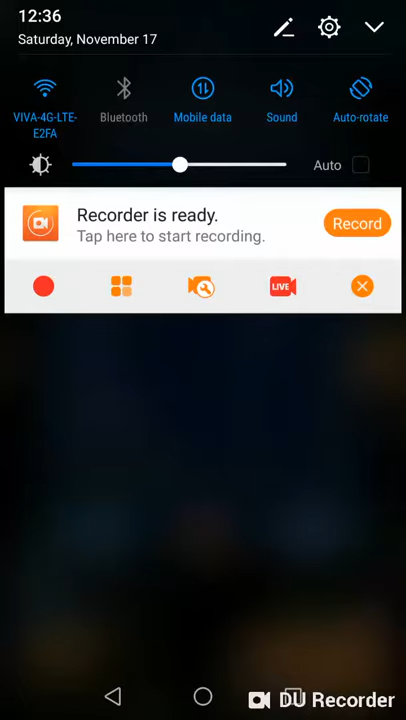 12:36
Saturday, November 17
VIVA-4G-LTE-
E2FA
Bluetooth
Mobile data
Sound
Auto-rotate
Auto
Recorder is ready.
Record
Tap here to start recording.
LIVE
DU Recorder